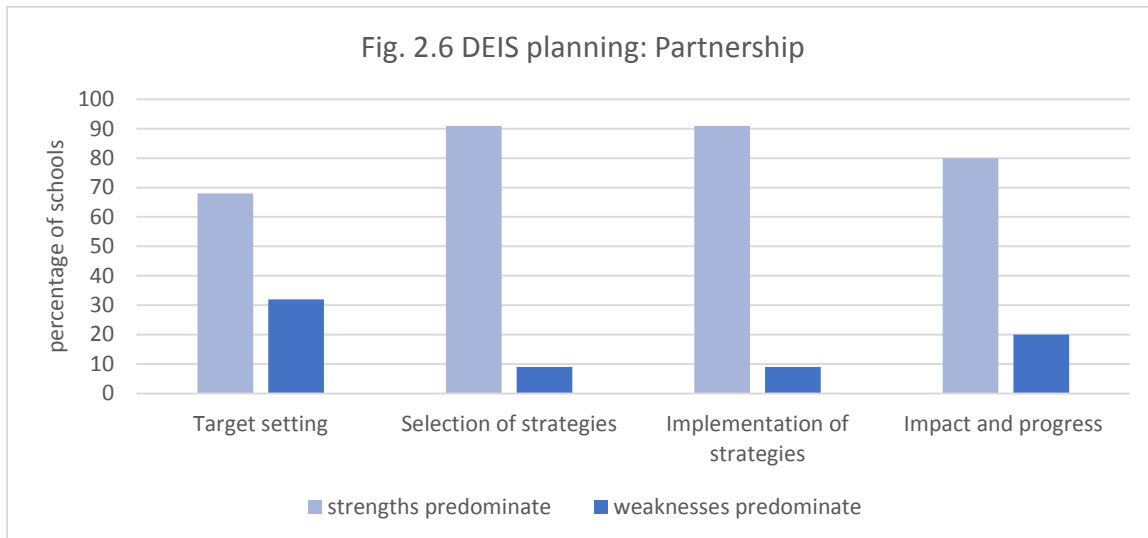 Fig. 2.6 DEIS planning: Partnership
percentage of schools
100
90
80
70
60
50
40
30
20
10
0
Target setting
Selection of strategies
Implementation of
strategies
Impact and progress
strengths predominate
weaknesses predominate